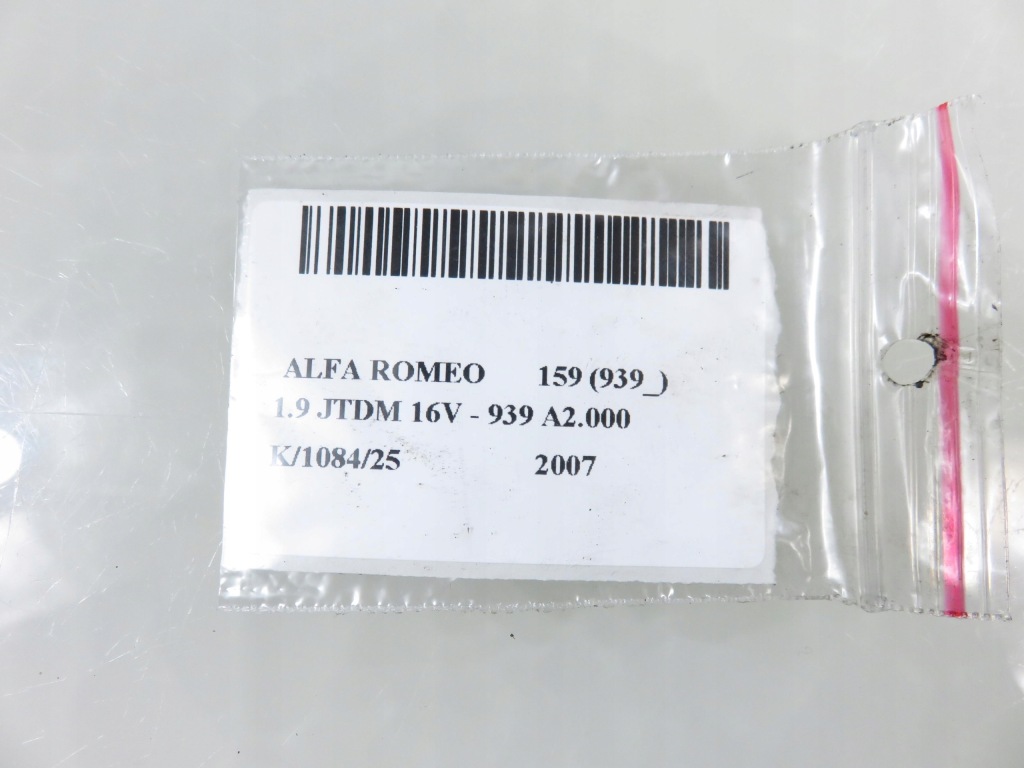 ALFA ROMEO 159 (939_)
1.9 JTDM 16V - 939 A2.000
K/1084/25 2007